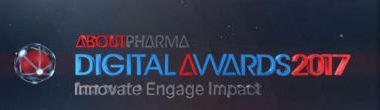 ABOUTPHARMA
DIGITAL AWARDS2017
Innovate Engage Impact